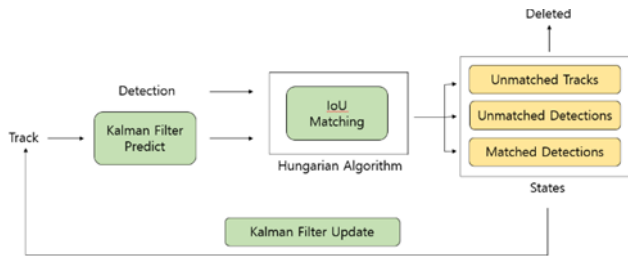 Deleted
Detection
Track
Kalman Filter
Predict
IoU
Matching
Hungarian Algorithm
Unmatched Tracks
Unmatched Detections
Matched Detections
States
Kalman Filter Update